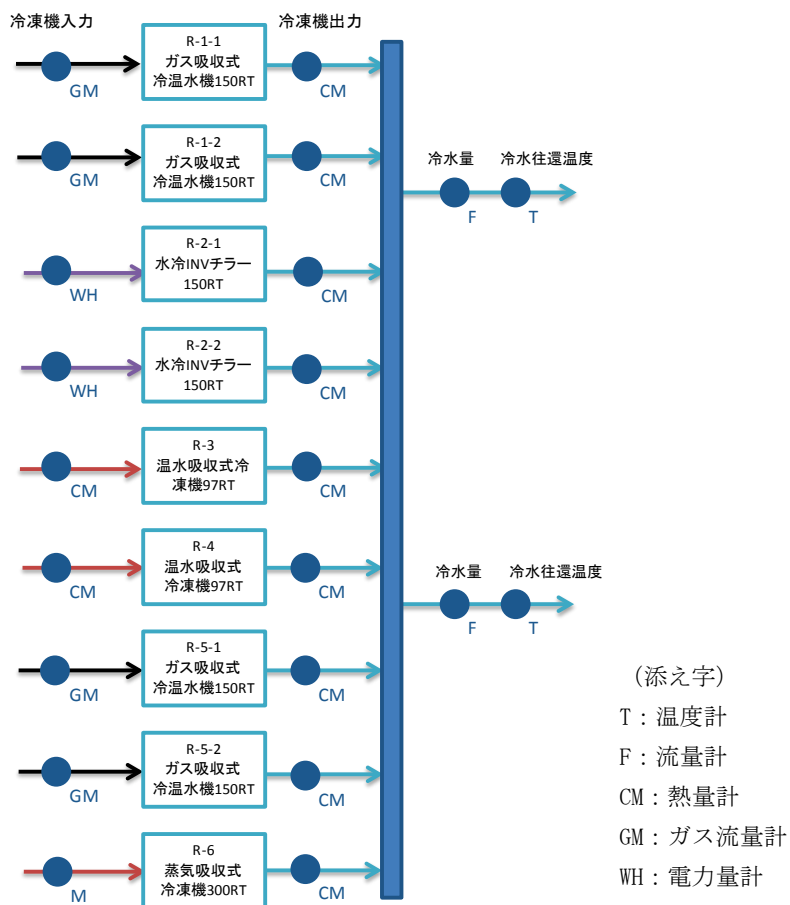 冷凍機入力
冷凍機出力
R-1-1
ガス吸収式
冷温水機150RT
GM
CM
R-1-2
ガス吸収式
冷温水機150RT
GM
CM
冷水量
冷水往還温度
F
T
R-2-1
水冷INVチラー
150RT
WH
CM
R-2-2
水冷INVチラー
150RT
WH
CM
R-3
温水吸収式冷
凍機97RT
CM
CM
R-4
温水吸収式
冷凍機97RT
CM
CM
冷水量
冷水往還温度
F
T
R-5-1
ガス吸収式
冷温水機150RT
GM
CM
R-5-2
ガス吸収式
冷温水機150RT
GM
CM
R-6
蒸気吸収式
冷凍機300RT
M
CM
(添え字)
T:温度計
F:流量計
CM:熱量計
GM:ガス流量計
WH:電力量計